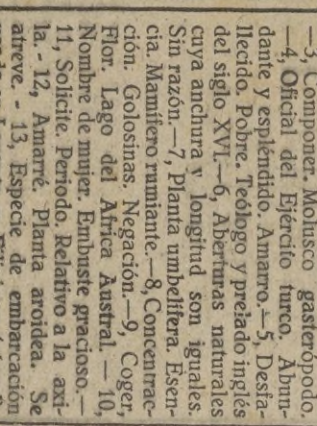 —3, Componer. Molusco gasterópodo.
—4, Oficial del Ejército turco. Abun-
dante y espléndido. Amarro.—5, Desfa-
llecido. Pobre. Teólogo y prelado inglés
del siglo XVI.—6, Aberturas naturales
cuya anchura y longitud son iguales.
Sin razón.—7, Planta umbelífera. Esen-
cia. Mamífero rumiante.—8, Concentrac-
ción. Golosinas. Negación.—9, Coger,
Flor. Lago del Africa Austral. — 10,
Nombre de mujer. Embuste gracioso.—
11, Solicite. Periodo. Relativo a la axi-
la. - 12, Amarré. Planta aroidea. Se
atreve. - 13, Especie de embarcación